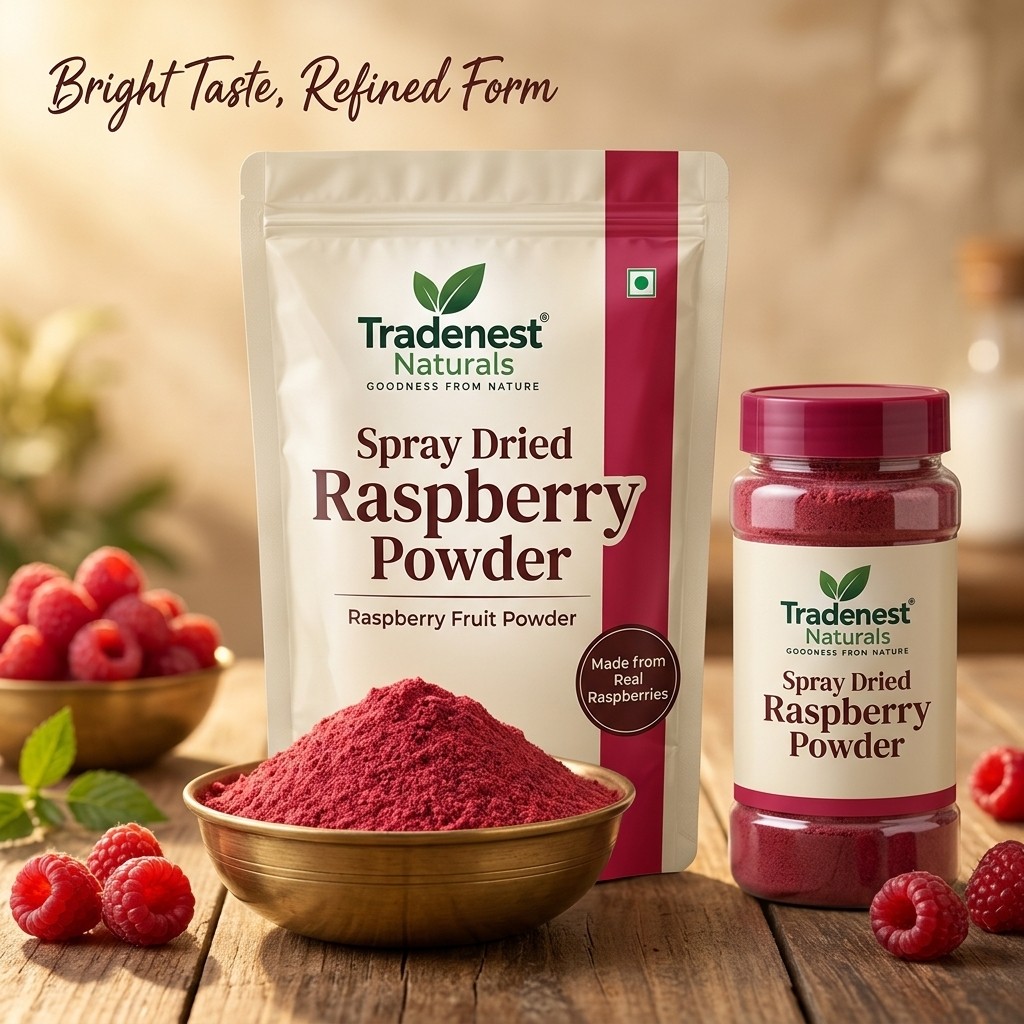 Bright Taste, Refined Form
Tradenest®
Naturals
GOODNESS FROM NATURE
Spray Dried
Raspberry
Powder
Raspberry Fruit Powder
Made from
Real
Raspberries
Tradenest®
Naturals
GOODNESS FRON NATURE
Spray Dried
Raspberry
Powder